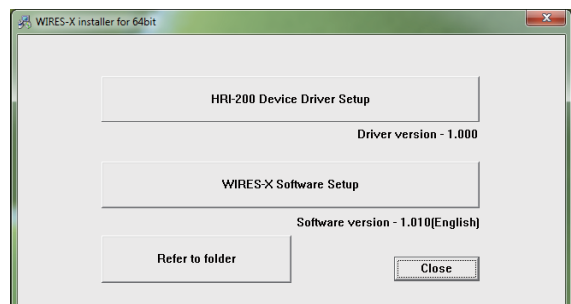 WIRES-X installer for 64bit
HRI-200 Device Driver Setup
Driver version - 1.000
WIRES-X Software Setup
Software version - 1.010(English)
Refer to folder
Close